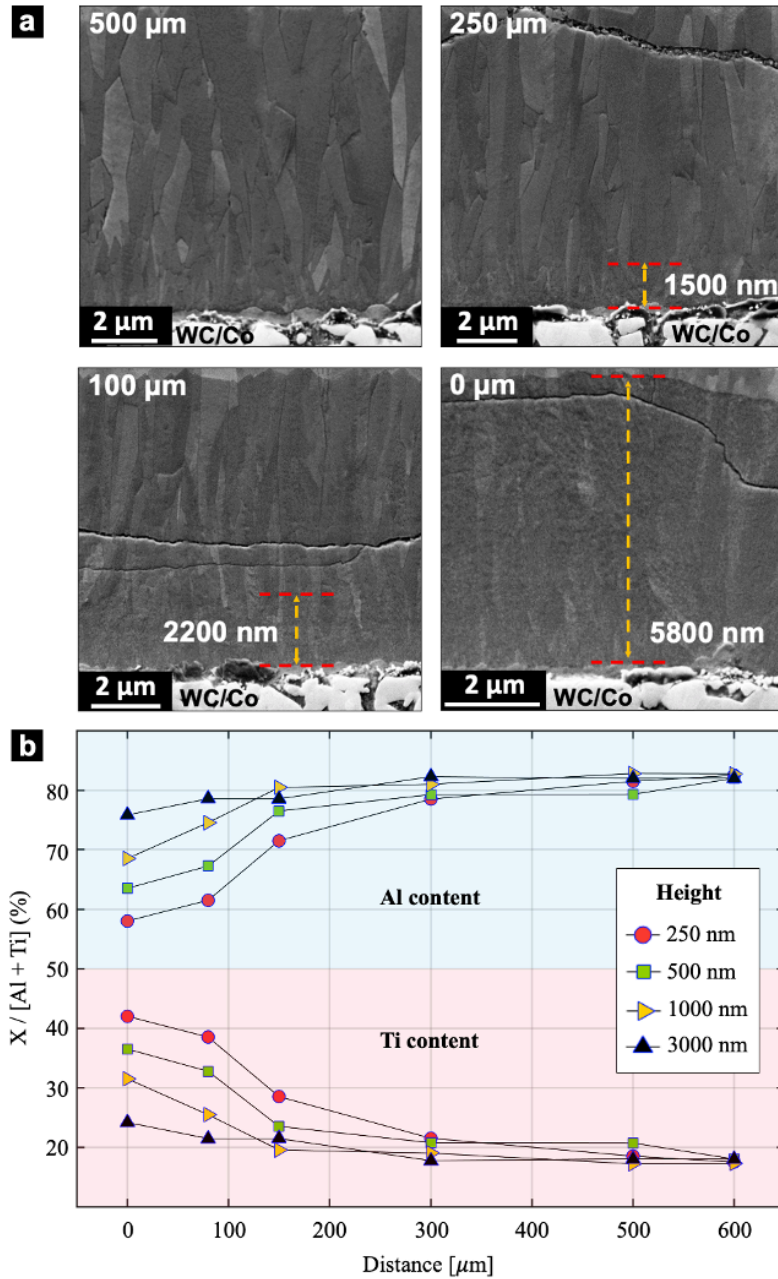 a
500 μm
2 μm
WC/Co
250 μm
1500 nm
2 μm
WC/Co
100 μm
2200 nm
2 μm
WC/Co
0 μm
5800 nm
2 μm
WC/Co
b
X / [Al + Ti] (%)
80
70
60
50
40
30
20
Al content
Ti content
Height
250 nm
500 nm
1000 nm
3000 nm
0
100
200
300
400
500
600
Distance [μm]